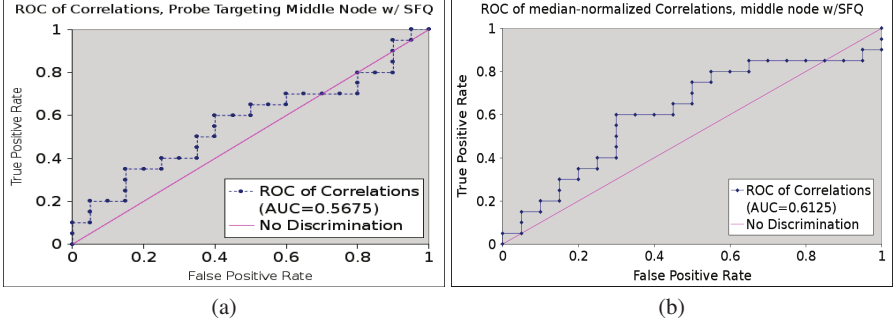 ROC of Correlations, Probe Targeting Middle Node w/ SFQ
1
0.8
0.6
0.4
0.2
0
True Positive Rate
0 0.2 0.4 0.6 0.8 1
False Positive Rate
ROC of Correlations
(AUC=0.5675)
No Discrimination
(a)
ROC of median-normalized Correlations, middle node w/SFQ
1
0.8
0.6
0.4
0.2
0
True Positive Rate
0 0.2 0.4 0.6 0.8 1
False Positive Rate
ROC of Correlations
(AUC=0.6125)
No Discrimination
(b)